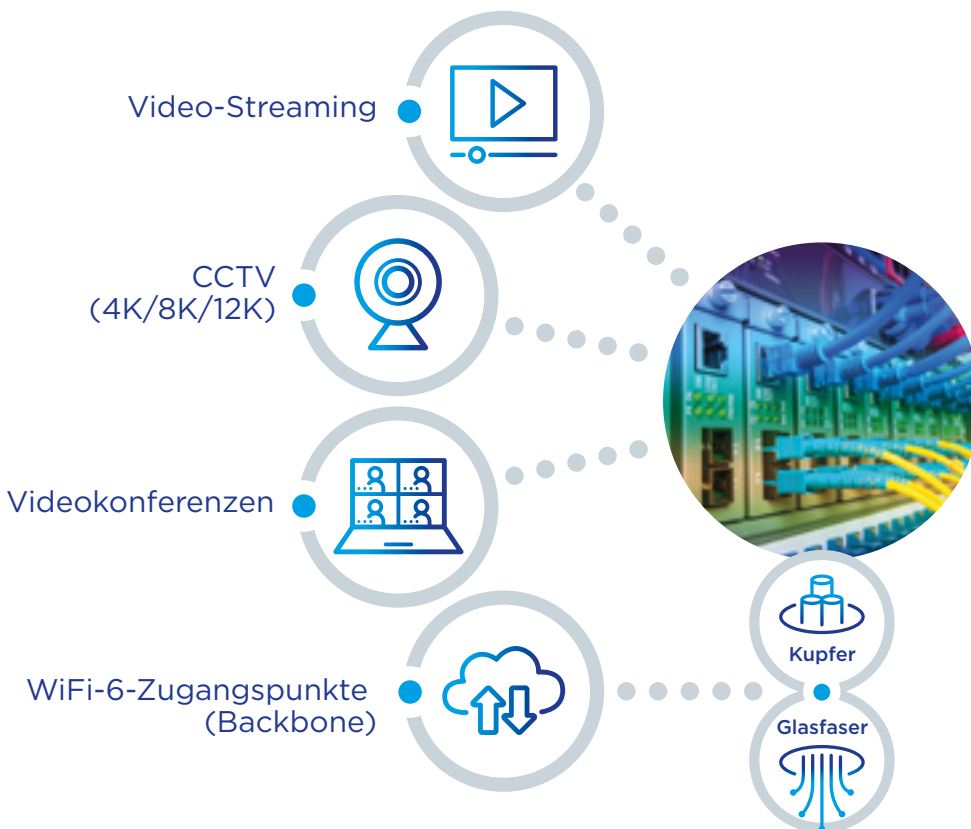 Video-Streaming
CCTV
(4K/8K/12K)
Videokonferenzen
WiFi-6-Zugangspunkte
(Backbone)
Kupfer
Glasfaser